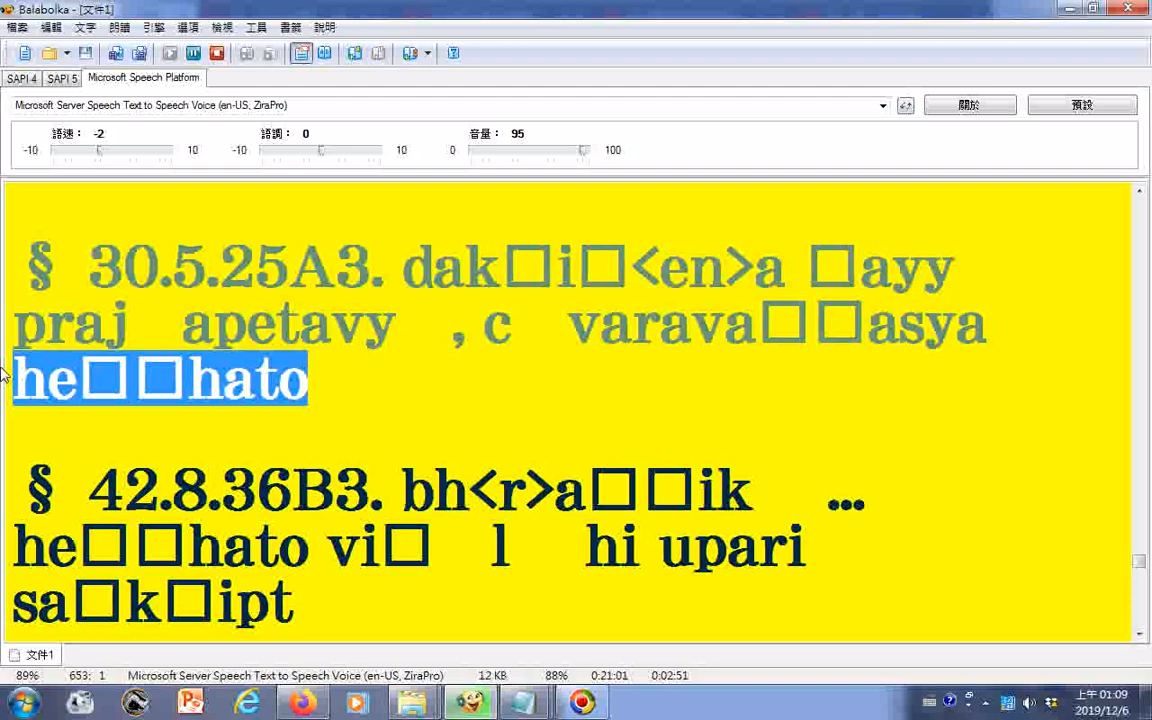 Balabolka - [文件1]
檔案 編輯 文字 朗讀 引擎 選項 檢視 工具 書籤 說明
SAPI 4 SAPI 5 Microsoft Speech Platform
Microsoft Server Speech Text to Speech Voice (en-US, ZiraPro) 關於 預設
語速： -2 語調： 0 音量： 95
-10 10 -10 10 0 100
§ 30.5.25A3. dak□i□<en>a □ayy
praj apetavy , c varava□□asya
he□□hato
§ 42.8.36B3. bh<r>a□□ik ...
he□□hato vi□ l hi upari
sa□k□ipt
文件1
89% 653: 1 Microsoft Server Speech Text to Speech Voice (en-US, ZiraPro) 12 KB 88% 0:21:01 0:02:51
上午 01:09
2019/12/6